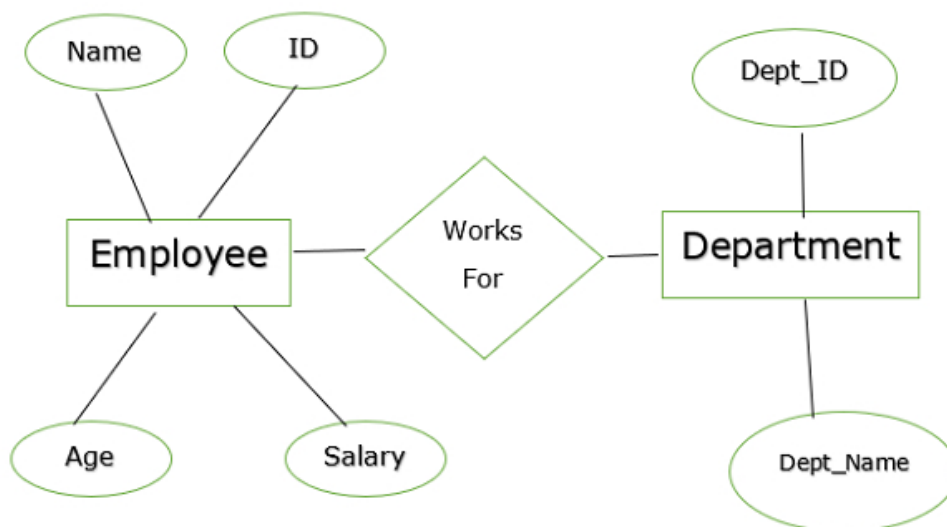 Name
ID
Dept_ID
Employee
Works
For
Department
Age
Salary
Dept_Name